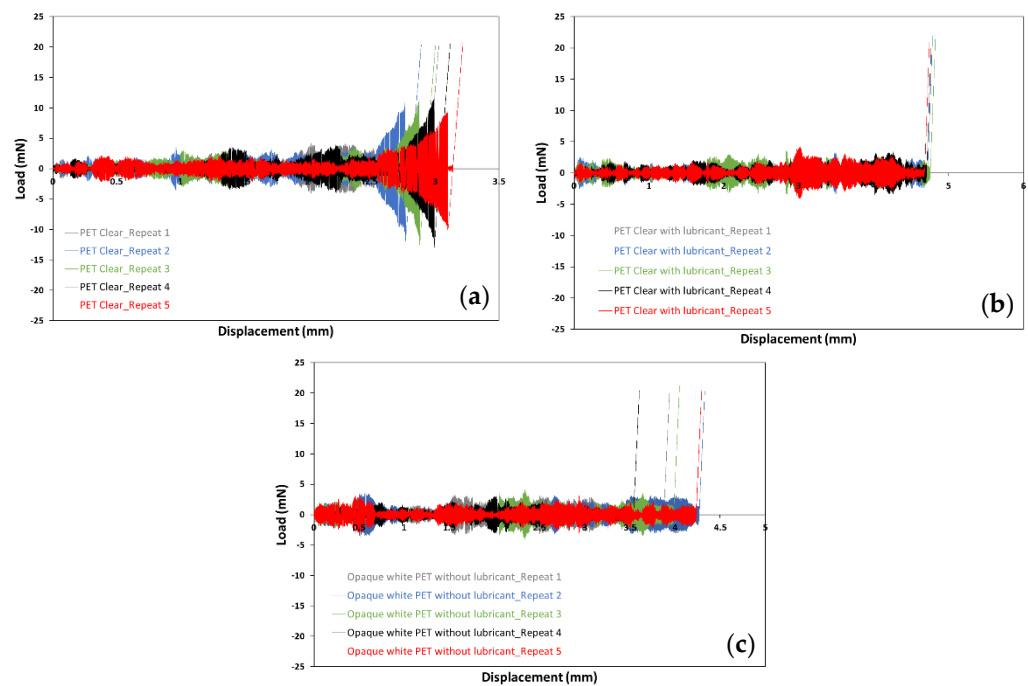 25
20
15
10
5
0
-5
-10
-15
-20
-25
0
0.5
3
3.5
Load (mN)
Displacement (mm)
PET Clear_Repeat 1
PET Clear_Repeat 2
PET Clear_Repeat 3
PET Clear_Repeat 4
PET Clear_Repeat 5
(a)
25
20
15
10
5
0
-5
-10
-15
-20
-25
0
1
2
3
5
6
Load (mN)
Displacement (mm)
PET Clear with lubricant_Repeat 1
PET Clear with lubricant_Repeat 2
PET Clear with lubricant_Repeat 3
PET Clear with lubricant_Repeat 4
PET Clear with lubricant_Repeat 5
(b)
25
20
15
10
5
0
-5
-10
-15
-20
-25
0
0.5
1
1.5
2
2.5
3
3.5
4
4.5
5
Load (mN)
Displacement (mm)
Opaque white PET without lubricant_Repeat 1
Opaque white PET without lubricant_Repeat 2
Opaque white PET without lubricant_Repeat 3
Opaque white PET without lubricant_Repeat 4
Opaque white PET without lubricant_Repeat 5
(c)